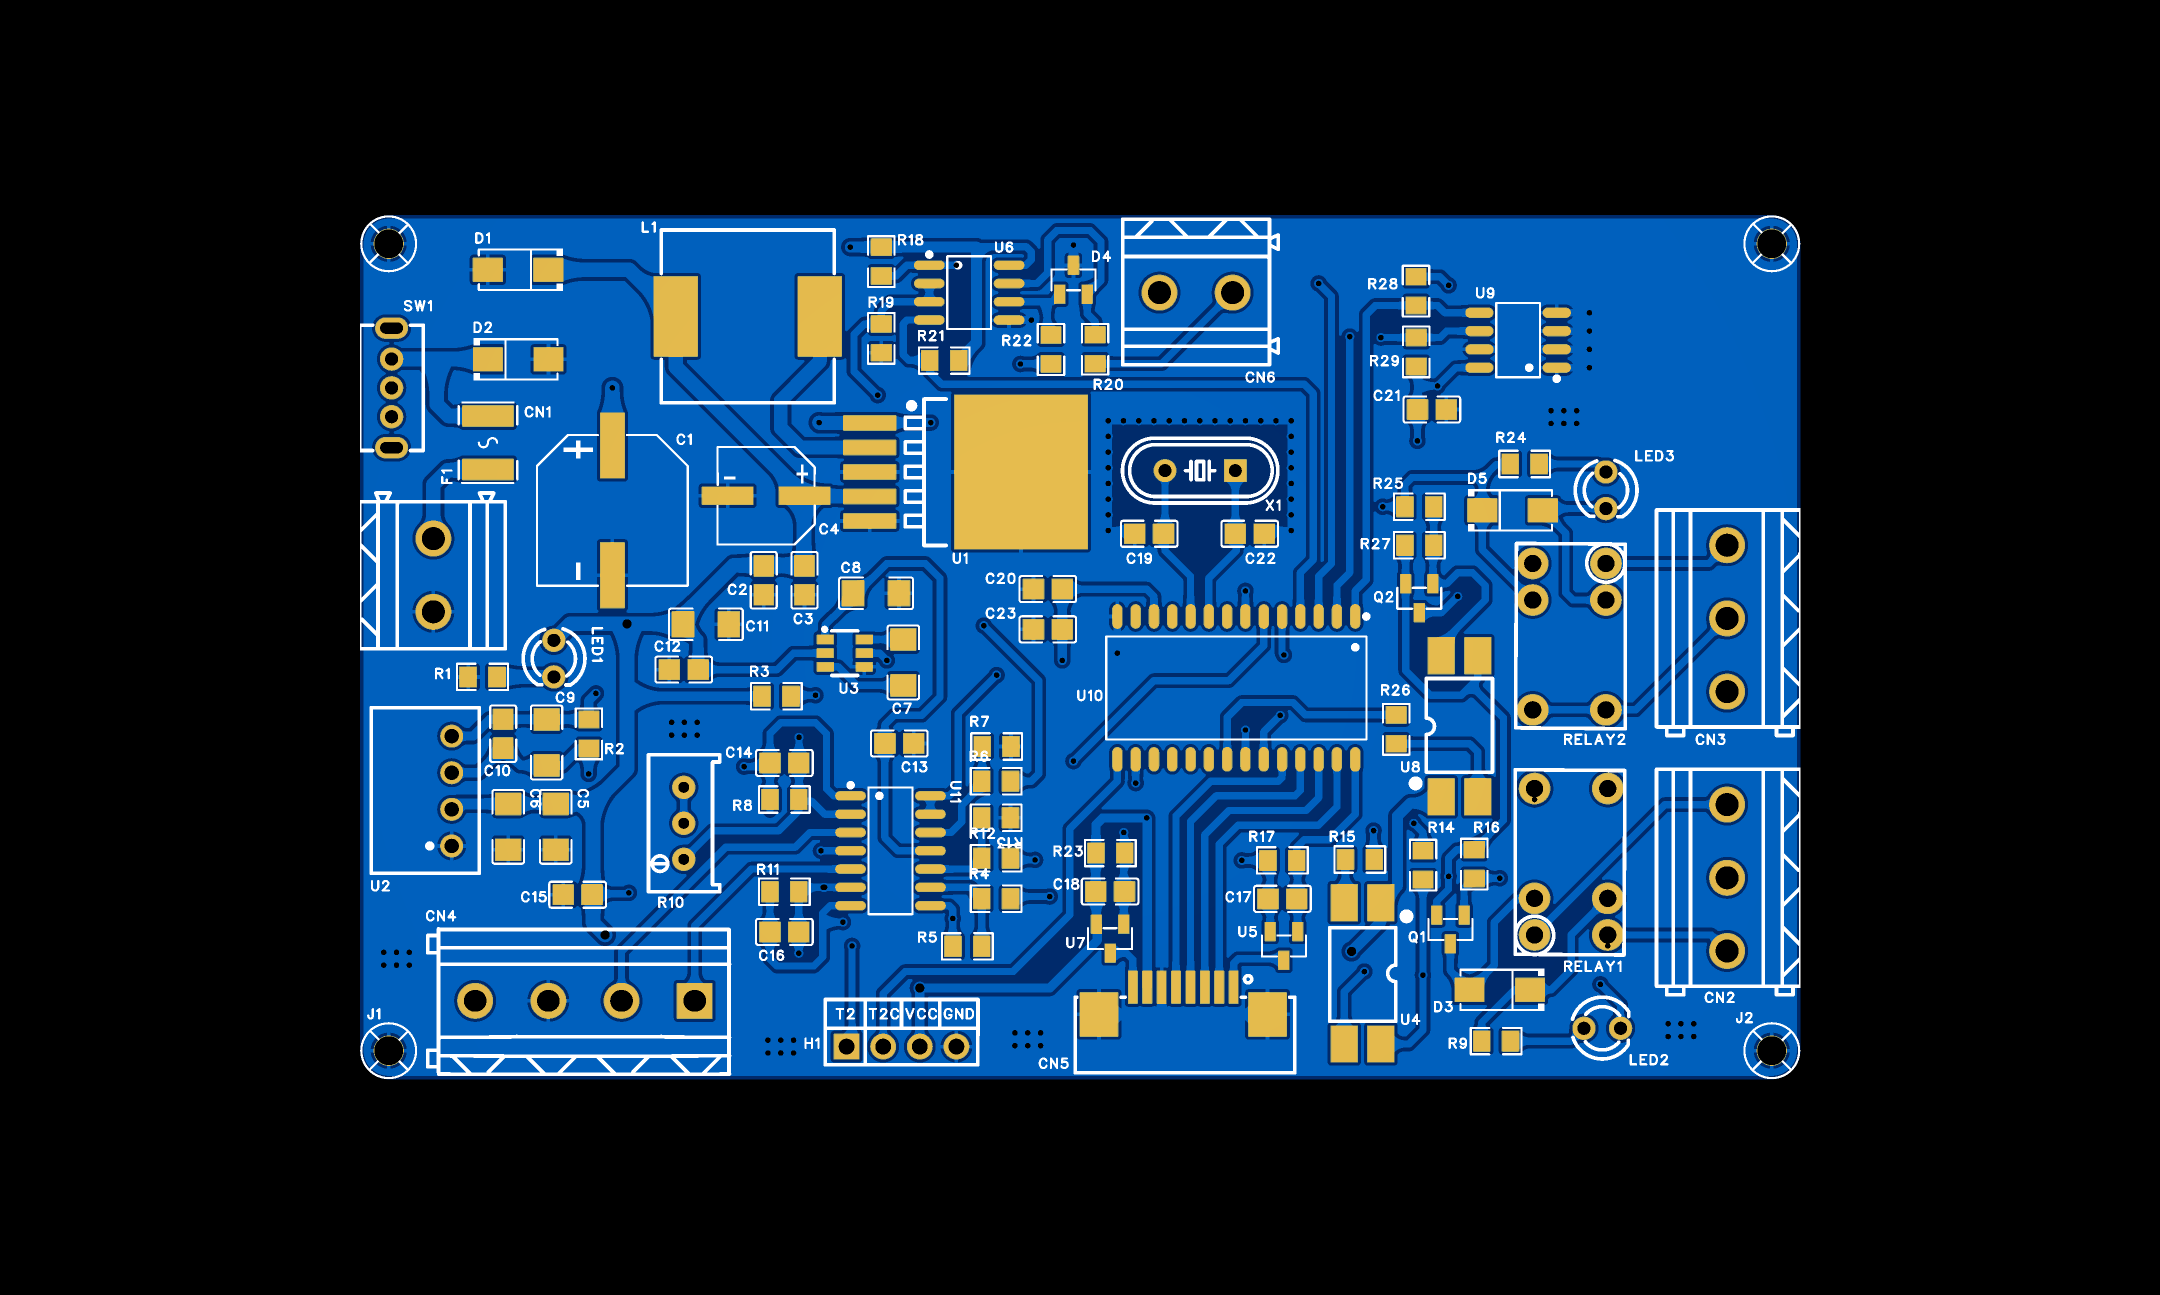 L1
D1
R18
U6
D4
R28
U9
SW1
R19
D2
R21
R22
R29
CN6
R20
C21
CN1
C1
R24
LED3
F1
+
-
+
D5
R25
X1
C4
U1
C19
C22
R27
C8
C20
C2
Q2
C3
C23
C11
LED1
C12
R1
R3
U3
C9
U10
R26
C7
R7
RELAY2
CN3
R2
C14
R6
C10
C13
U8
-
C6
C5
R8
U11
R12
R14
R16
R17
R15
R13
R23
R11
R4
U2
C18
R10
C15
C17
CN4
R5
U7
U5
Q1
C16
RELAY1
CN2
D3
J1
T2
T2C
VCC
GND
U4
J2
H1
R9
CN5
LED2